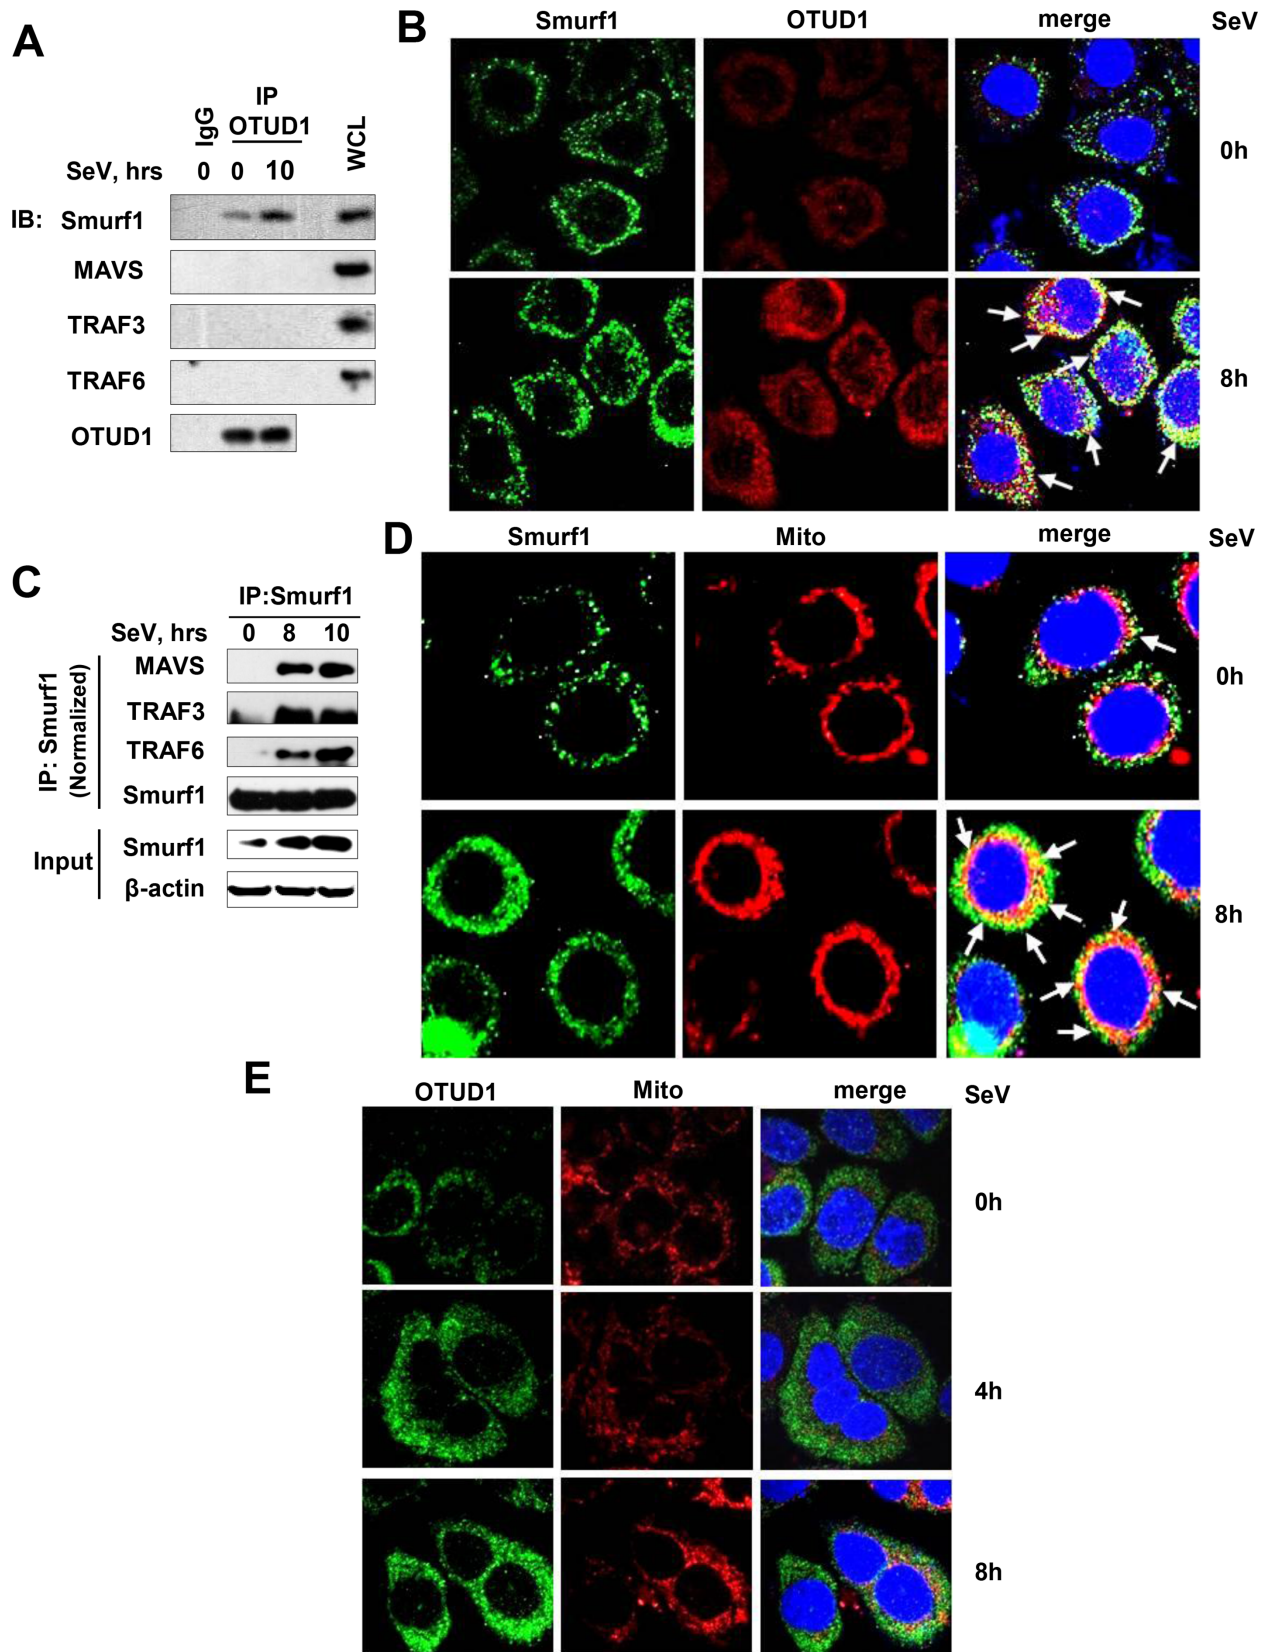 A
IgG
IP
OTUD1
WCL
SeV, hrs 0 0 10
IB: Smurf1
MAVS
TRAF3
TRAF6
OTUD1
B
Smurf1 OTUD1 merge SeV
0h
8h
C
IP:Smurf1
SeV, hrs 0 8 10
IP: Smurf1
(Normalized)
MAVS
TRAF3
TRAF6
Smurf1
Input
Smurf1
β-actin
D
Smurf1 Mito merge SeV
0h
8h
E
OTUD1 Mito merge SeV
0h
4h
8h